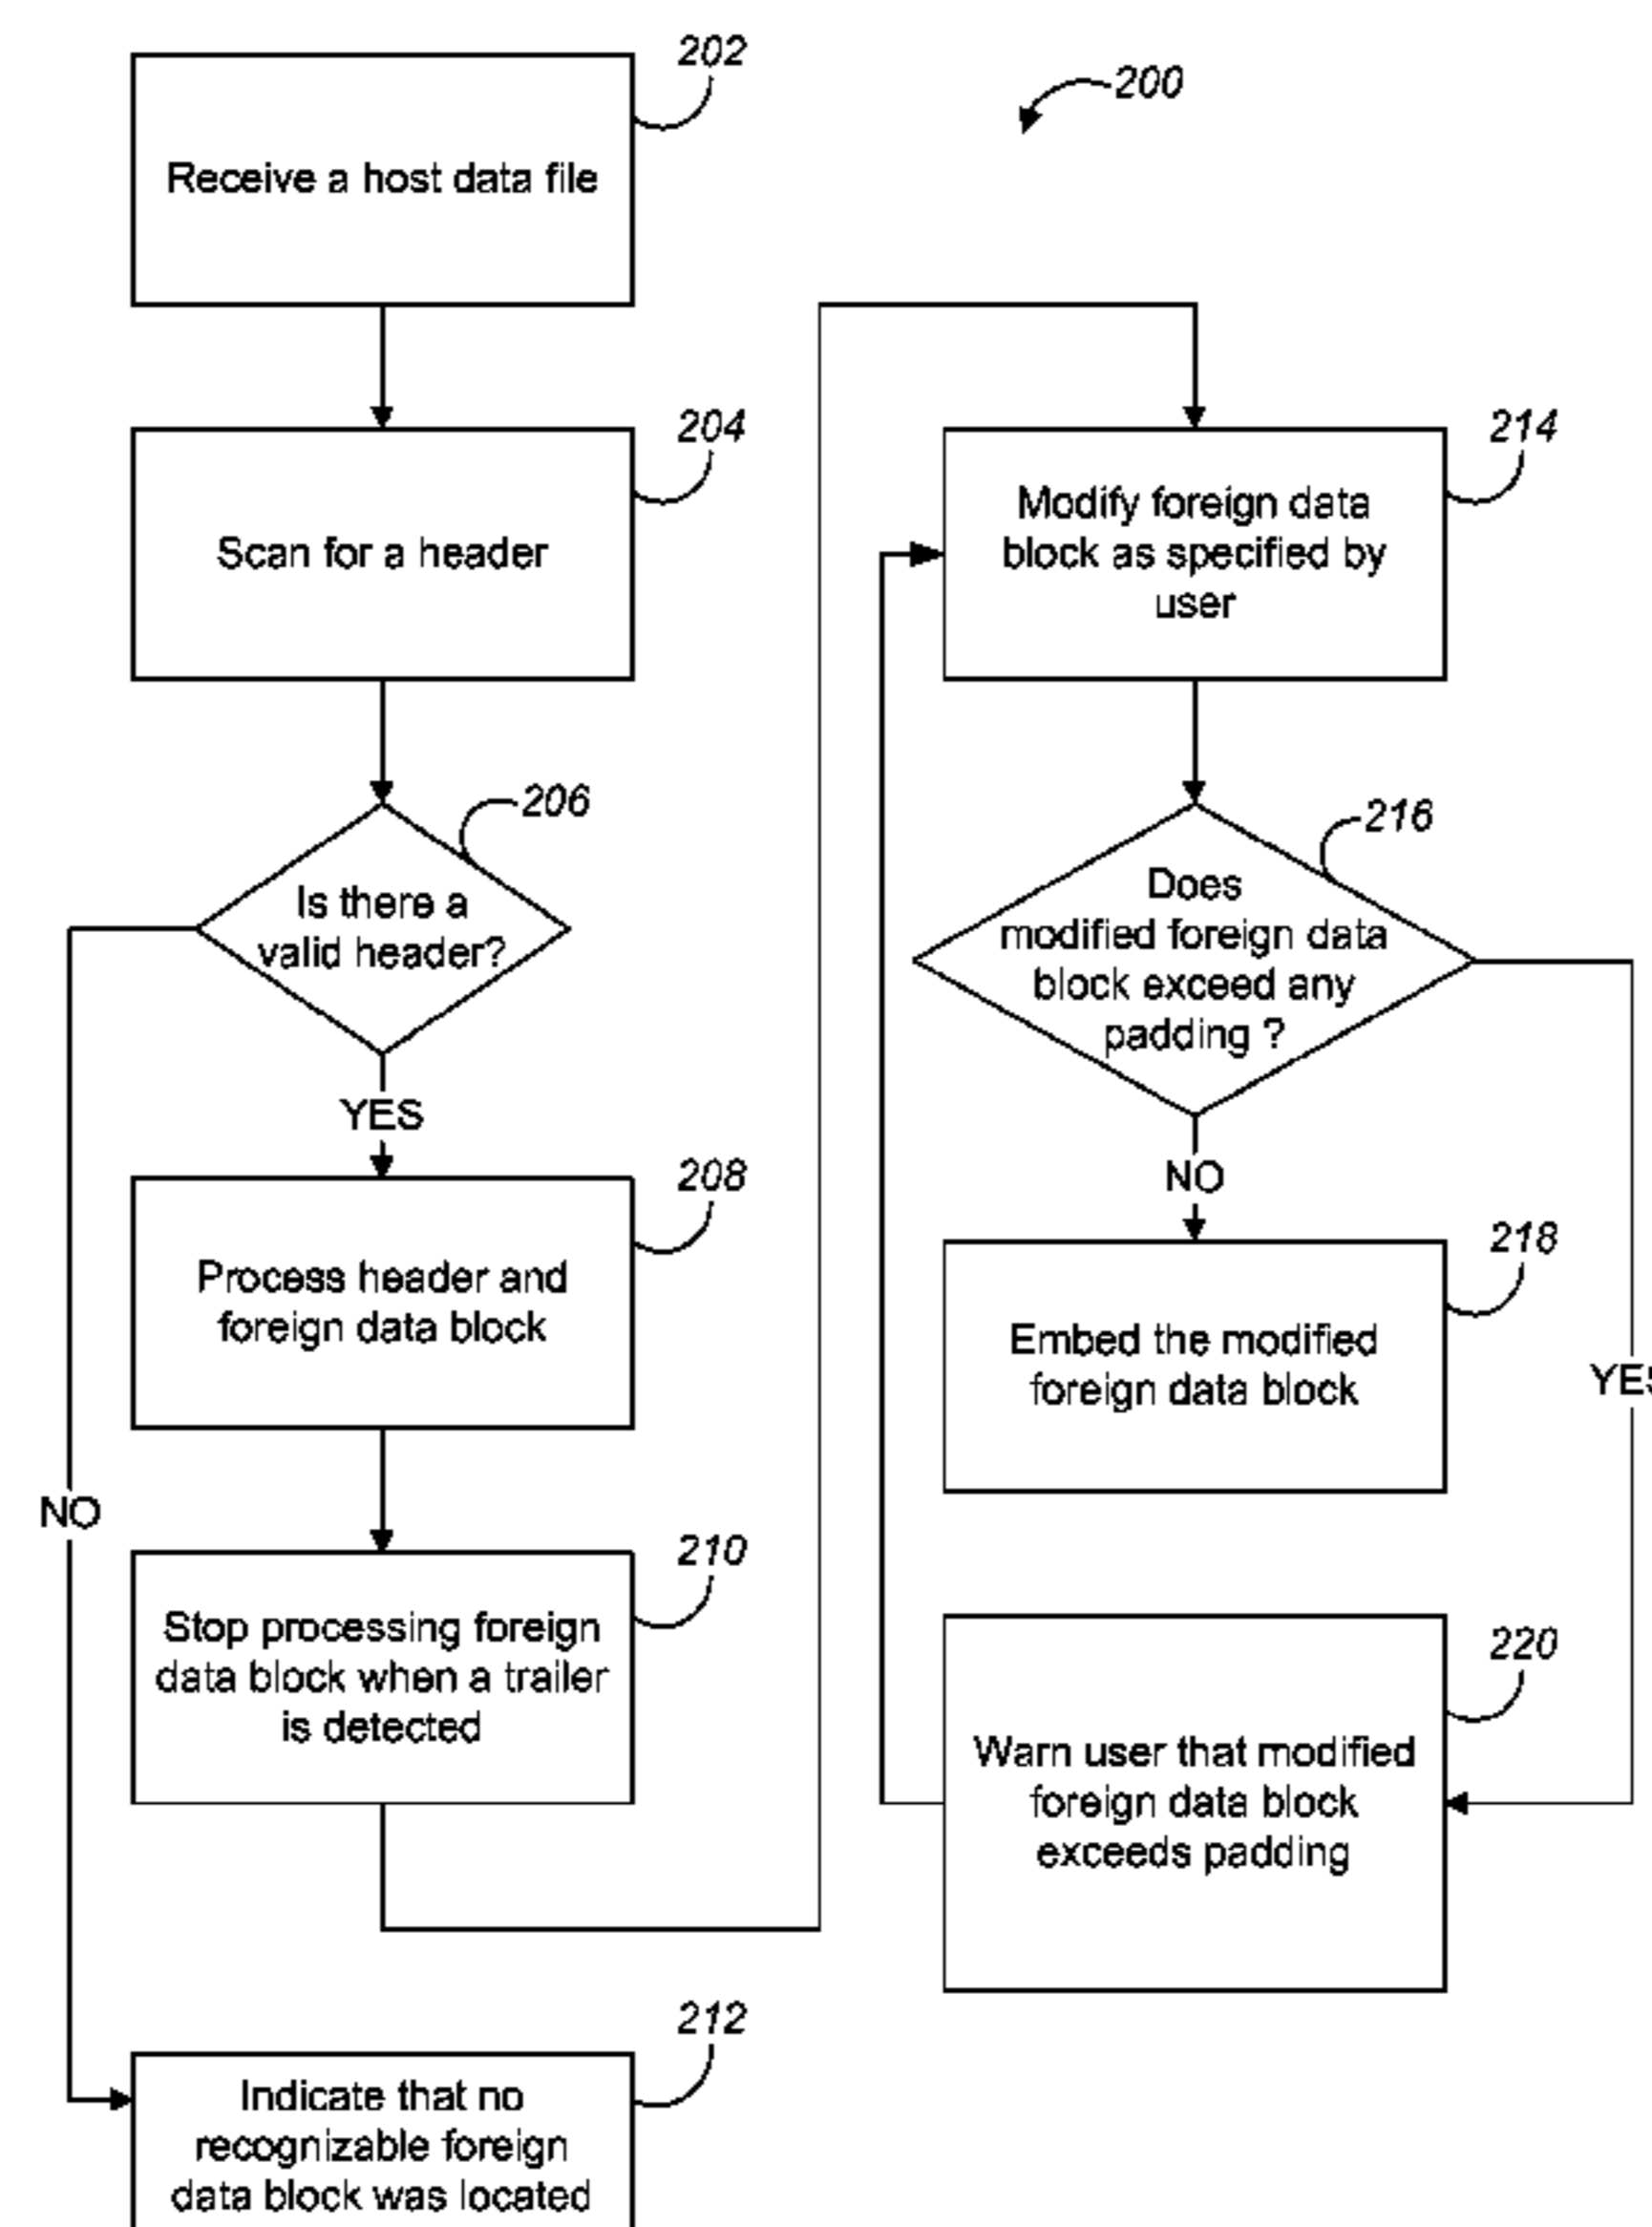 202
200
Receive a host data file
204
Scan for a header
206
Is there a
valid header?
YES
208
Process header and
foreign data block
NO
210
Stop processing foreign
data block when a trailer
is detected
212
Indicate that no
recognizable foreign
data block was located
214
Modify foreign data
block as specified by
user
216
Does
modified foreign data
block exceed any
padding ?
NO
218
Embed the modified
foreign data block
YES
220
Warn user that modified
foreign data block
exceeds padding